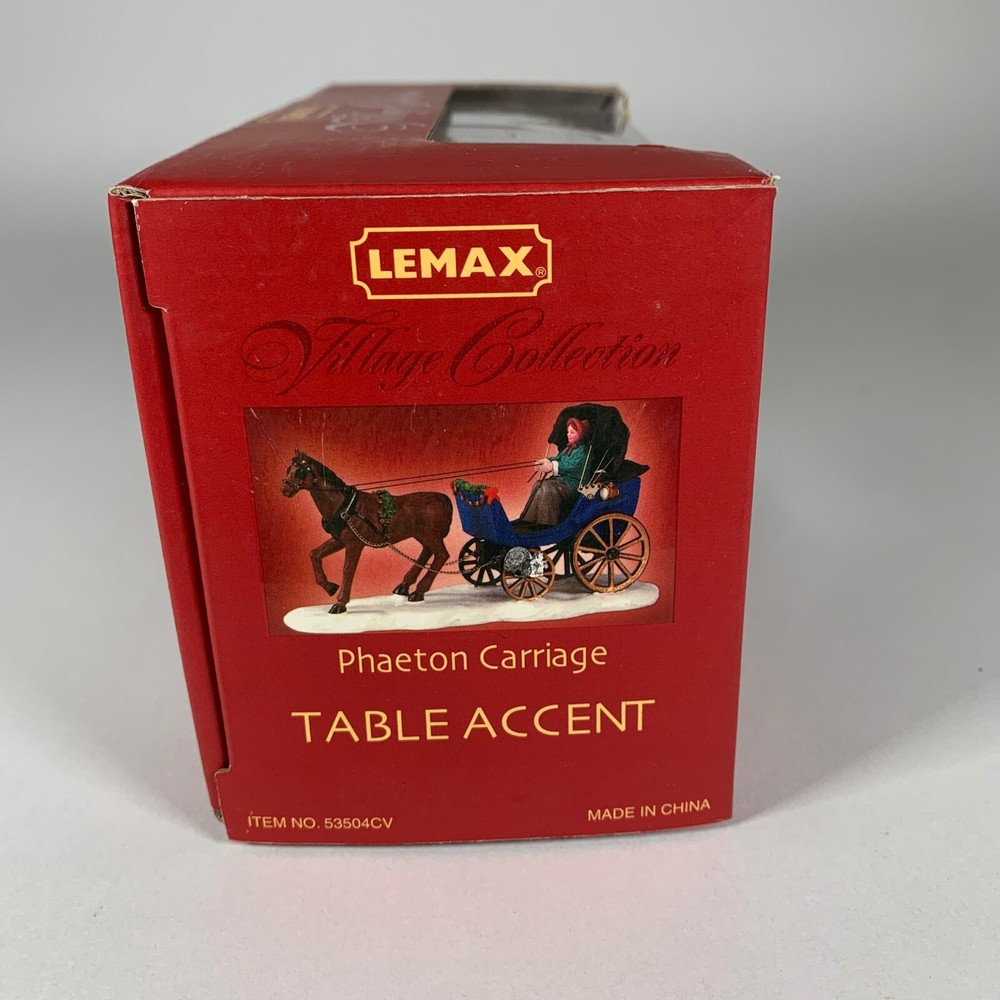 LEMAX®
Village Collection
Phaeton Carriage
TABLE ACCENT
ITEM NO. 53504CV
MADE IN CHINA